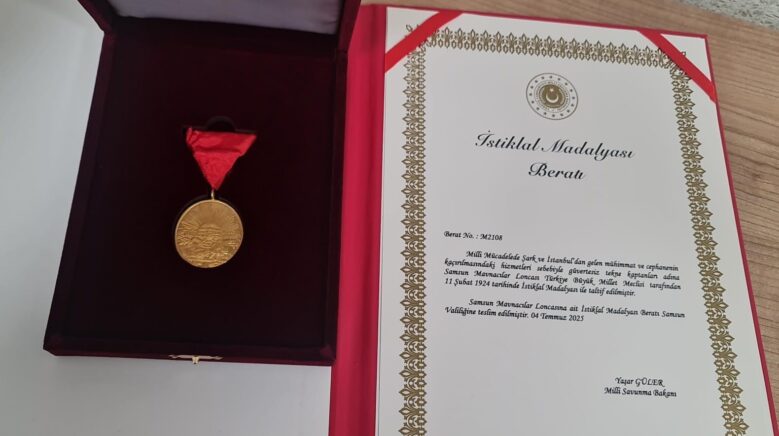 İstiklal Madalyası
Beratı
Berat No. : M2108
Milli Mücadelede Şark ve İstanbul'dan gelen mühimmat ve cephanenin
kaçırılmasındaki hizmetleri sebebiyle güvertesiz tekne kaptanları adına
Samsun Mavnacılar Loncası Türkiye Büyük Millet Meclisi tarafından
11 Şubat 1924 tarihinde İstiklal Madalyası ile taltif edilmiştir.
Samsun Mavnacılar Loncasına ait İstiklal Madalyası Beratı Samsun
Valiliğine teslim edilmiştir. 04 Temmuz 2025
Yaşar GÜLER
Milli Savunma Bakanı